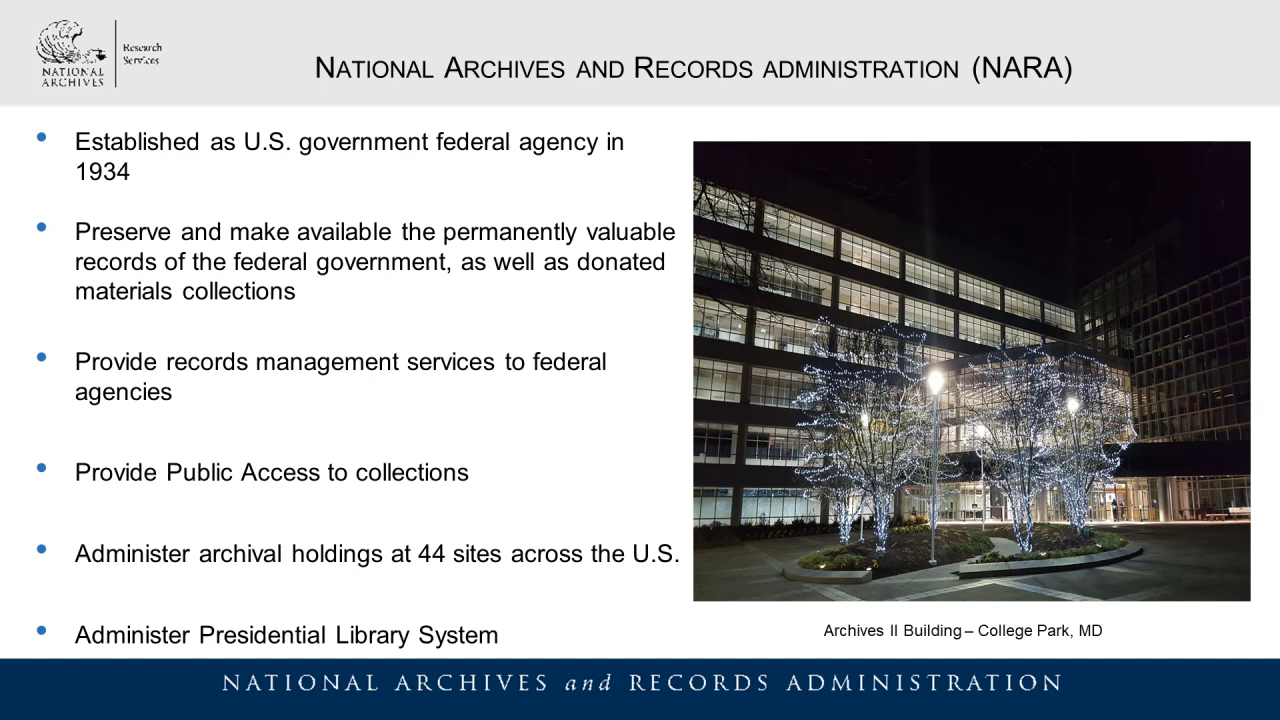 NATIONAL
ARCHIVES
Research
Services
NATIONAL ARCHIVES AND RECORDS ADMINISTRATION (NARA)
• Established as U.S. government federal agency in
1934
• Preserve and make available the permanently valuable
records of the federal government, as well as donated
materials collections
• Provide records management services to federal
agencies
• Provide Public Access to collections
• Administer archival holdings at 44 sites across the U.S.
• Administer Presidential Library System
Archives II Building – College Park, MD
NATIONAL ARCHIVES and RECORDS ADMINISTRATION